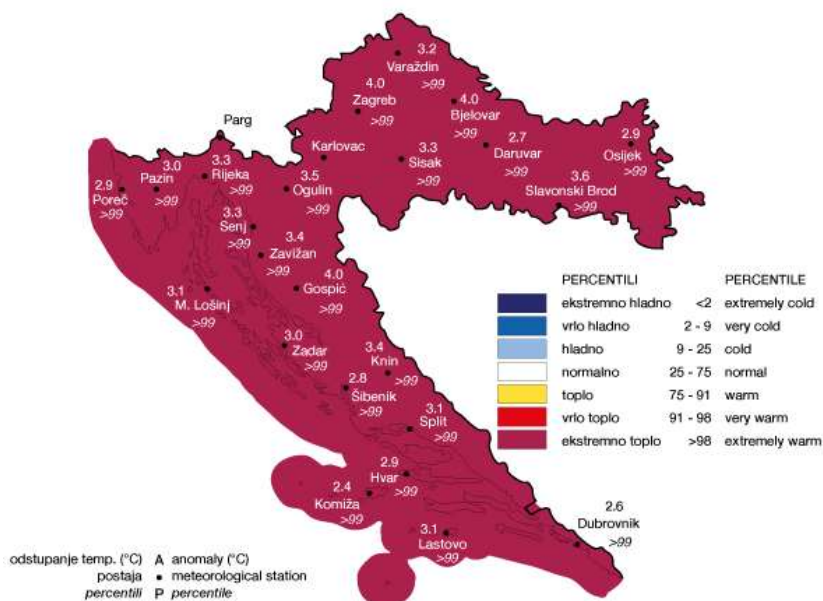 3.2
Varaždin
>99
4.0
Zagreb
>99
4.0
Bjelovar
>99
Parg
Karlovac
3.3
Sisak
>99
2.7
Daruvar
>99
2.9
Osijek
>99
3.6
Slavonski Brod
>99
2.9
Poreč
>99
3.0
Pazin
>99
3.3
Rijeka
>99
3.5
Ogulin
>99
3.3
Senj
>99
3.4
Zavižan
>99
4.0
Gospić
>99
3.1
M. Lošinj
>99
3.0
Zadar
>99
3.4
Knin
>99
2.8
Šibenik
>99
3.1
Split
>99
2.9
Hvar
>99
2.4
Komiža
>99
3.1
Lastovo
>99
2.6
Dubrovnik
>99
PERCENTILI PERCENTILE
ekstremno hladno <2 extremely cold
vrlo hladno 2 - 9 very cold
hladno 9 - 25 cold
normalno 25 - 75 normal
toplo 75 - 91 warm
vrlo toplo 91 - 98 very warm
ekstremno toplo >98 extremely warm
odstupanje temp. (°C) A anomaly (°C)
postaja • meteorological station
percentili P percentile